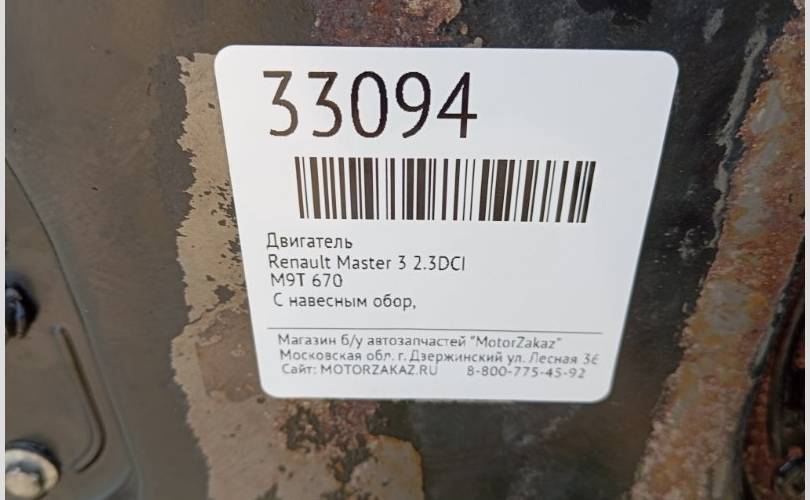 33094
Двигатель
Renault Master 3 2.3DCI
M9T 670
С навесным обор,
Магазин б/у автозапчастей "MotorZakaz"
Московская обл. г. Дзержинский ул. Лесная 36
Сайт: MOTORZAKAZ.RU 8-800-775-45-92